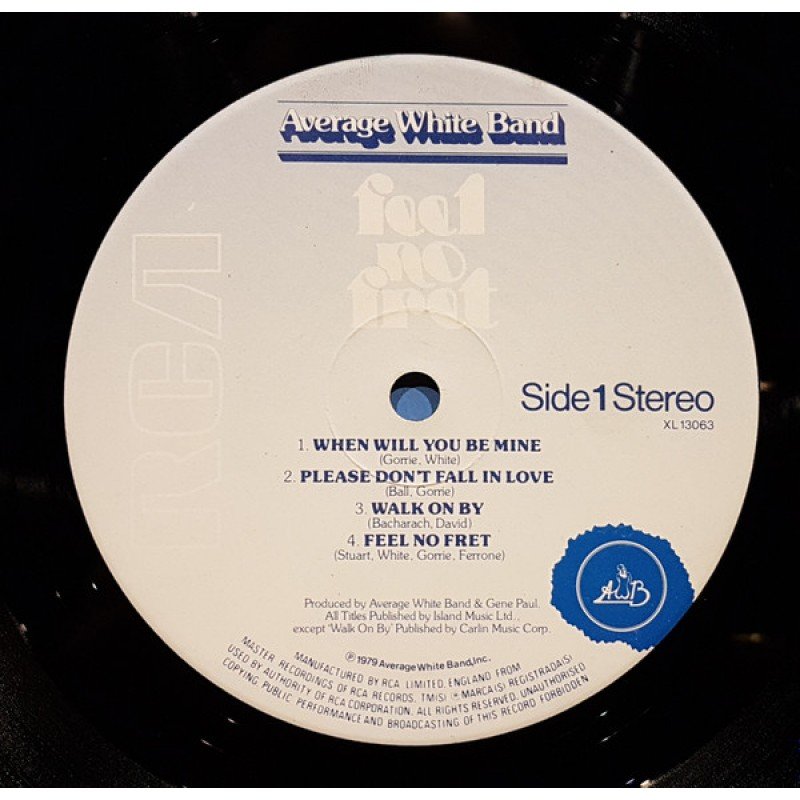 Average White Band
feel
no
fret
RCA
Side 1 Stereo
XL 13063
1. WHEN WILL YOU BE MINE
(Gorrie, White)
2. PLEASE DON'T FALL IN LOVE
(Ball, Gorrie)
3. WALK ON BY
(Bacharach, David)
4. FEEL NO FRET
(Stuart, White, Gorrie, Ferrone)
AWB
Produced by Average White Band & Gene Paul.
All Titles Published by Island Music Ltd.,
except 'Walk On By' Published by Carlin Music Corp.
℗ 1979 Average White Band, Inc.
MANUFACTURED BY RCA LIMITED, ENGLAND, FROM
MASTER RECORDINGS OF RCA RECORDS. TM(S) ® MARCA(S) REGISTRADA(S)
USED BY AUTHORITY OF RCA CORPORATION. ALL RIGHTS RESERVED. UNAUTHORISED
COPYING, PUBLIC PERFORMANCE AND BROADCASTING OF THIS RECORD FORBIDDEN